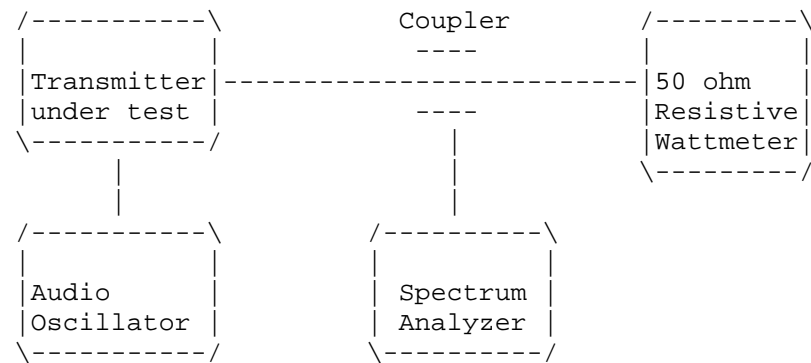 Coupler
Transmitter
under test
50 ohm
Resistive
Wattmeter
Audio
Oscillator
Spectrum
Analyzer